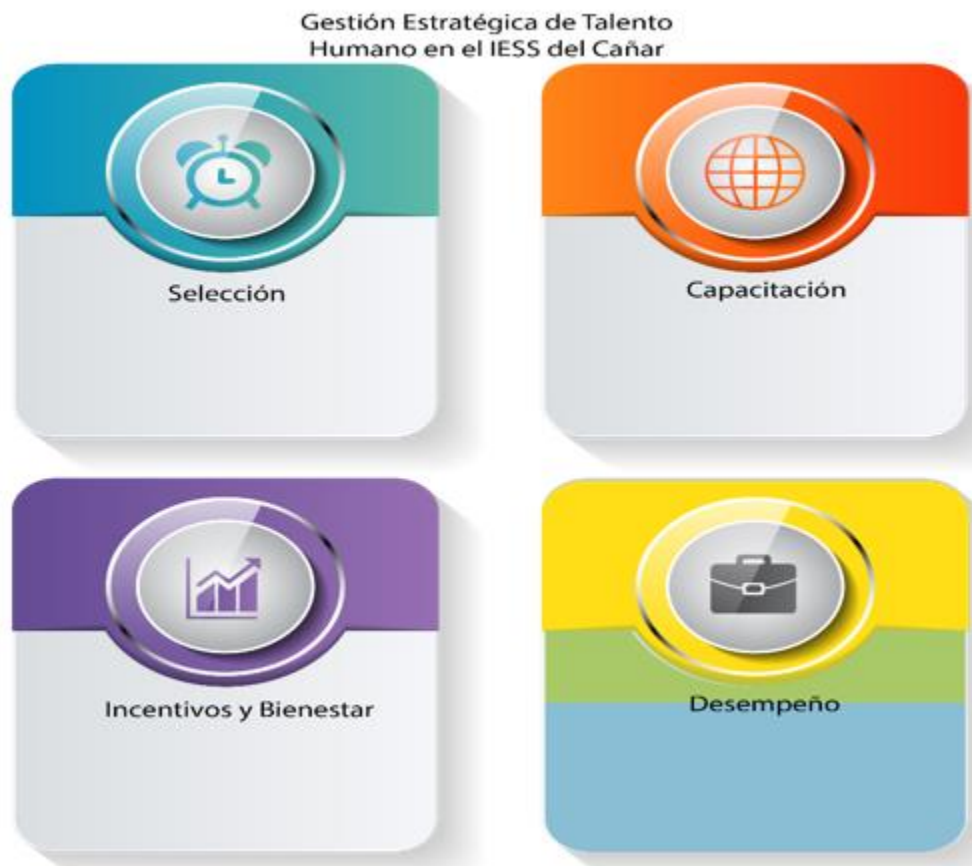 Gestión Estratégica de Talento
Humano en el IESS del Cañar
Selección
Capacitación
Incentivos y Bienestar
Desempeño